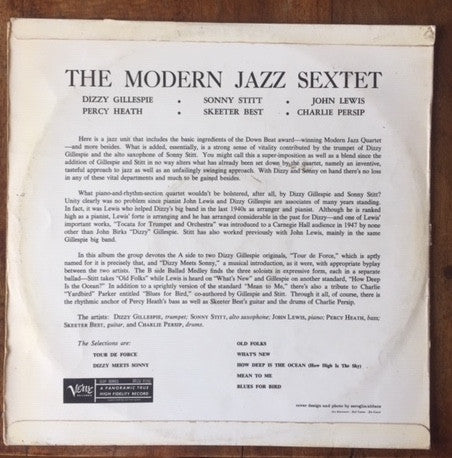 THE MODERN JAZZ SEXTET
DIZZY GILLESPIE • SONNY STITT • JOHN LEWIS
PERCY HEATH • SKEETER BEST • CHARLIE PERSIP
Here is a jazz unit that includes the basic ingredients of the Down Beat award—winning Modern Jazz Quartet
—and more besides. What is added, essentially, is a strong sense of vitality contributed by the trumpet of Dizzy
Gillespie and the alto saxophone of Sonny Stitt. You might call this a super-imposition as well as a blend since the
addition of Gillespie and Stitt in no way alters what has already been set down by the quartet, namely an inventive,
tasteful approach to jazz as well as an unfailingly swinging approach. With Dizzy and Sonny on hand there's no loss
in any of these vital departments and much to be gained besides.
What piano-and-rhythm-section quartet wouldn't be bolstered, after all, by Dizzy Gillespie and Sonny Stitt?
Unity clearly was no problem since pianist John Lewis and Dizzy Gillespie are associates of many years standing.
In fact, it was Lewis who helped Dizzy's big band in the last 1940s as arranger and pianist. Although he is ranked
high as a pianist, Lewis' forte is arranging and he has arranged considerable in the past for Dizzy—and one of Lewis'
important works, "Tocata for Trumpet and Orchestra" was introduced to a Carnegie Hall audience in 1947 by none
other than John Birks "Dizzy" Gillespie. Stitt has also worked previously with John Lewis, mainly in the same
Gillespie big band.
In this album the group devotes the A side to two Dizzy Gillespie originals, "Tour de Force," which is aptly
named for it is precisely that, and "Dizzy Meets Sonny," a musical introduction, as it were, with appropriate byplay
between the two artists. The B side Ballad Medley finds the three soloists in expressive form, each in a separate
ballad—Stitt takes "Old Folks" while Lewis is heard on "What's New" and Gillespie on another standard, "How Deep
Is the Ocean?" In addition to a sprightly version of the standard "Mean to Me," there's also a tribute to Charlie
"Yardbird" Parker entitled "Blues for Bird," co-authored by Gillespie and Stitt. Through it all, of course, there is
the rhythmic anchor of Percy Heath's bass as well as Skeeter Best's guitar and the drums of Charlie Persip.
The artists: DIZZY GILLESPIE, trumpet; SONNY STITT, alto saxophone; JOHN LEWIS, piano; PERCY HEATH, bass;
SKEETER BEST, guitar, and CHARLIE PERSIP, drums.
The Selections are:
TOUR DE FORCE
DIZZY MEETS SONNY
OLD FOLKS
WHAT'S NEW
HOW DEEP IS THE OCEAN (How High Is The Sky)
MEAN TO ME
BLUES FOR BIRD
Verve
RECORDS
A PANORAMIC TRUE
HIGH FIDELITY RECORD